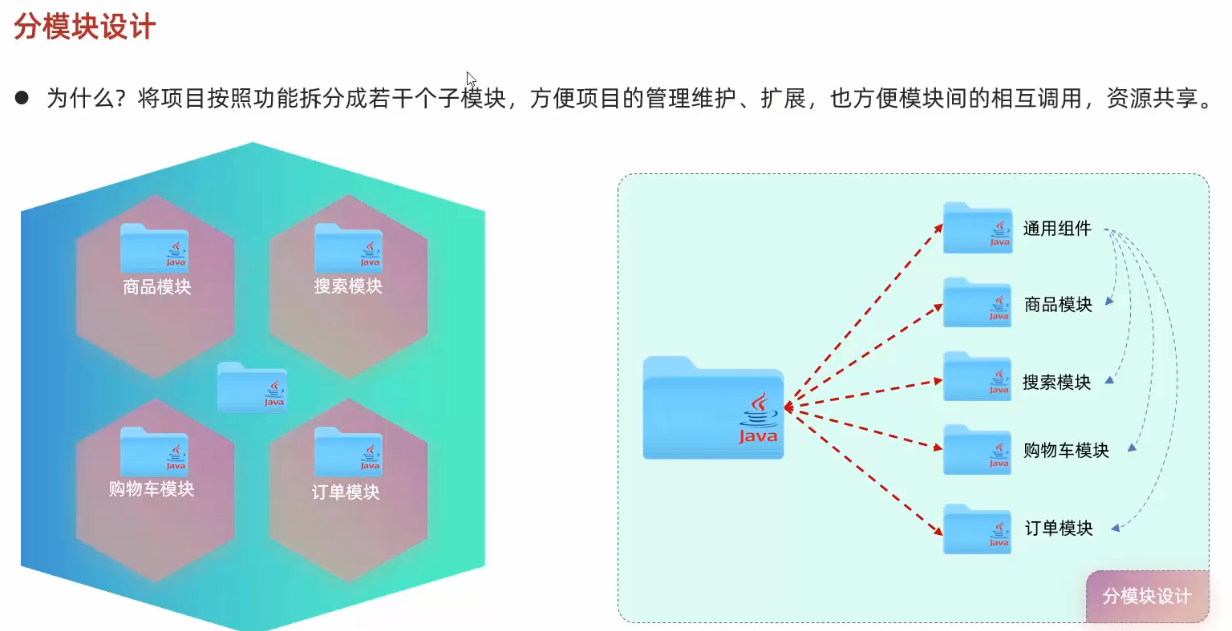 分模块设计
● 为什么？将项目按照功能拆分成若干个子模块，方便项目的管理维护、扩展，也方便模块间的相互调用，资源共享。
Java
商品模块
Java
搜索模块
Java
Java
购物车模块
Java
订单模块
Java
Java
通用组件
Java
商品模块
Java
搜索模块
Java
购物车模块
Java
订单模块
分模块设计